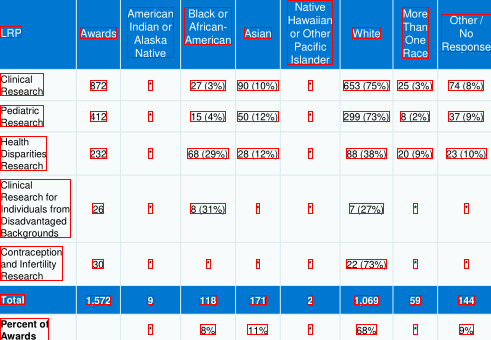 LRP Awards American Indian or Alaska Native Black or African-American Asian Native Hawaiian or Other Pacific Islander White More Than One Race Other / No Response
Clinical Research 872 * 27 (3%) 90 (10%) * 653 (75%) 25 (3%) 74 (8%)
Pediatric Research 412 * 15 (4%) 50 (12%) * 299 (73%) 8 (2%) 37 (9%)
Health Disparities Research 232 * 68 (29%) 28 (12%) * 88 (38%) 20 (9%) 23 (10%)
Clinical Research for Individuals from Disadvantaged Backgrounds 26 * 8 (31%) * * 7 (27%) * *
Contraception and Infertility Research 30 * * * * 22 (73%) * *
Total 1.572 9 118 171 2 1.069 59 144
Percent of Awards * 8% 11% * 68% * 9%